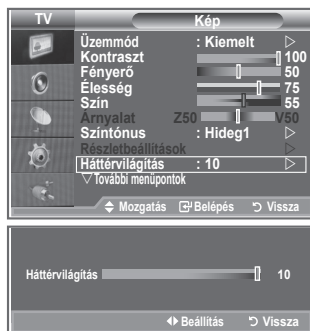 TV Kép
Üzemmód : Kiemelt
Kontraszt 100
Fényerő 50
Élesség 75
Szín 55
Árnyalat Z50 V50
Színtónus : Hideg1
Részletbeállítások
Háttérvilágítás : 10
További menüpontok
Mozgatás Belépés Vissza
Háttérvilágítás 10
Beállítás Vissza